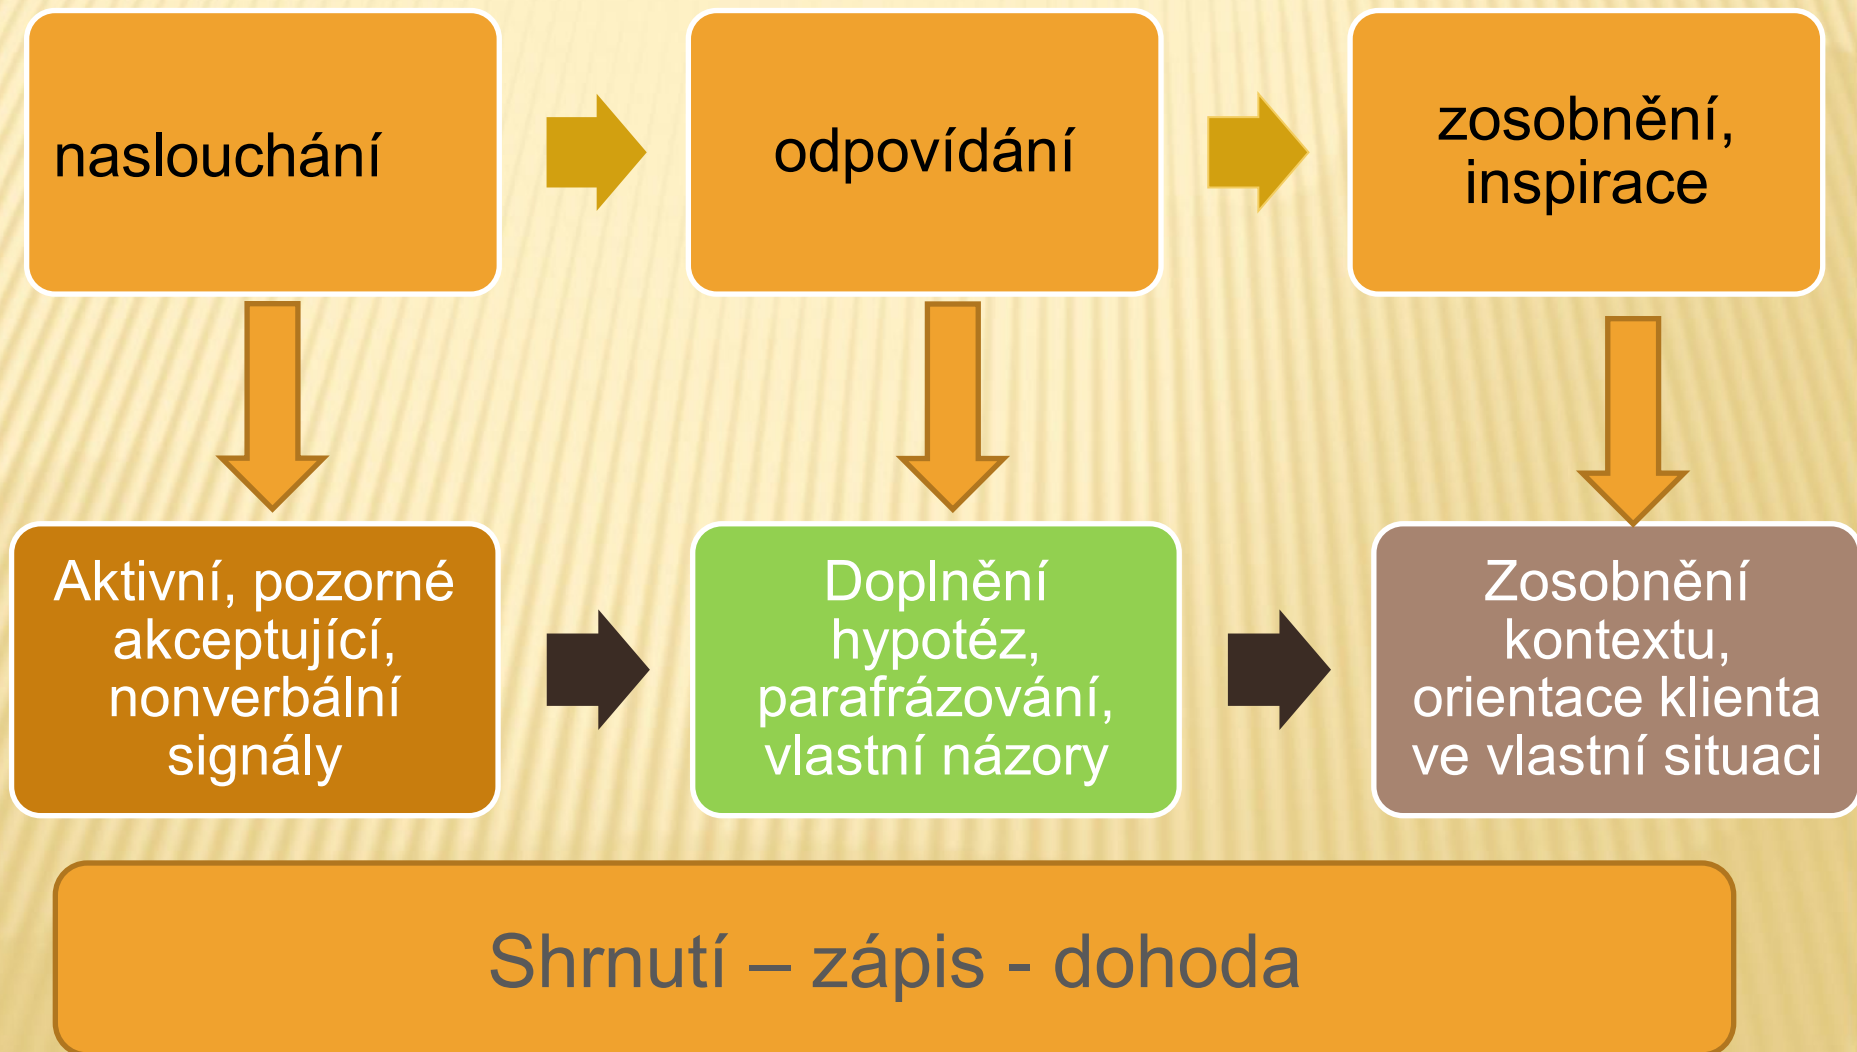 naslouchání
odpovídání
zosobnění,
inspirace
Aktivní, pozorné
akceptující,
nonverbální
signály
Doplnění
hypotéz,
parafrázování,
vlastní názory
Zosobnění
kontextu,
orientace klienta
ve vlastní situaci
Shrnutí – zápis - dohoda